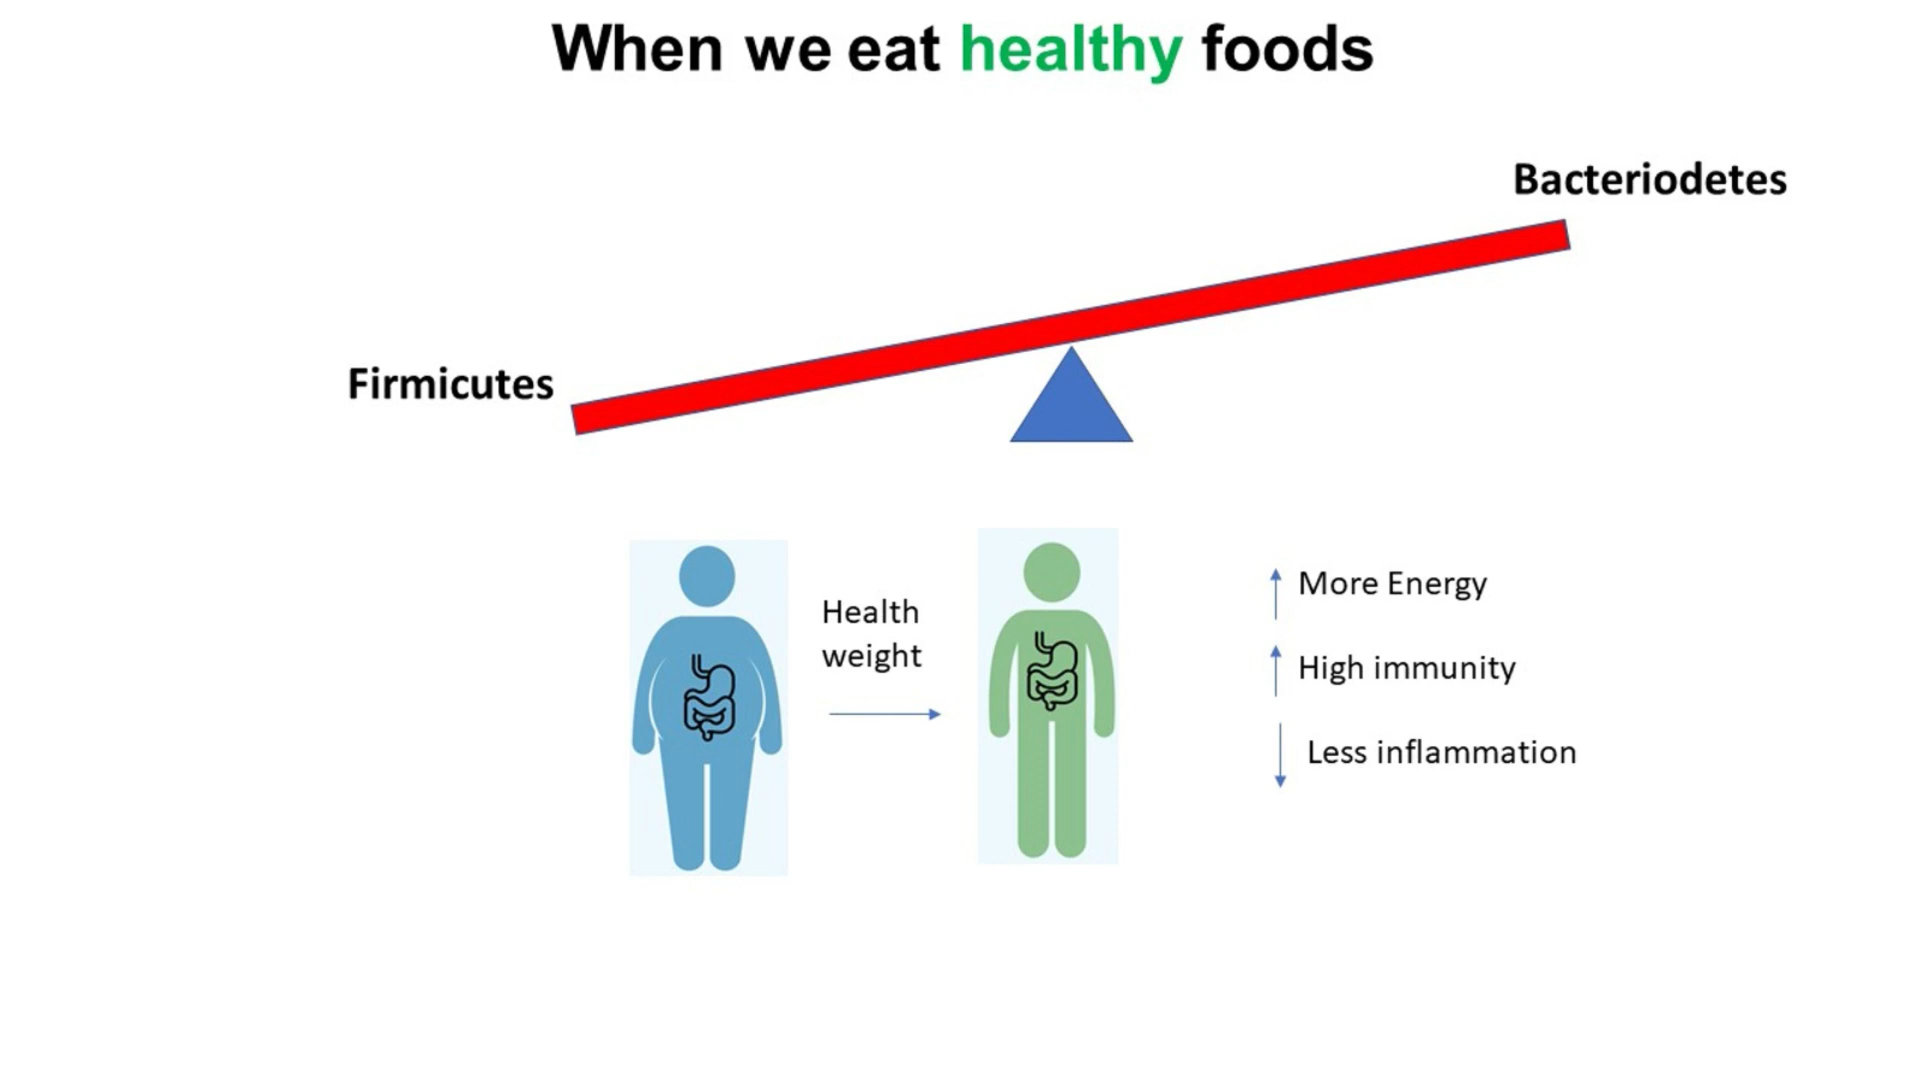 When we eat healthy foods
Bacteriodetes
Firmicutes
Health
weight
More Energy
High immunity
Less inflammation